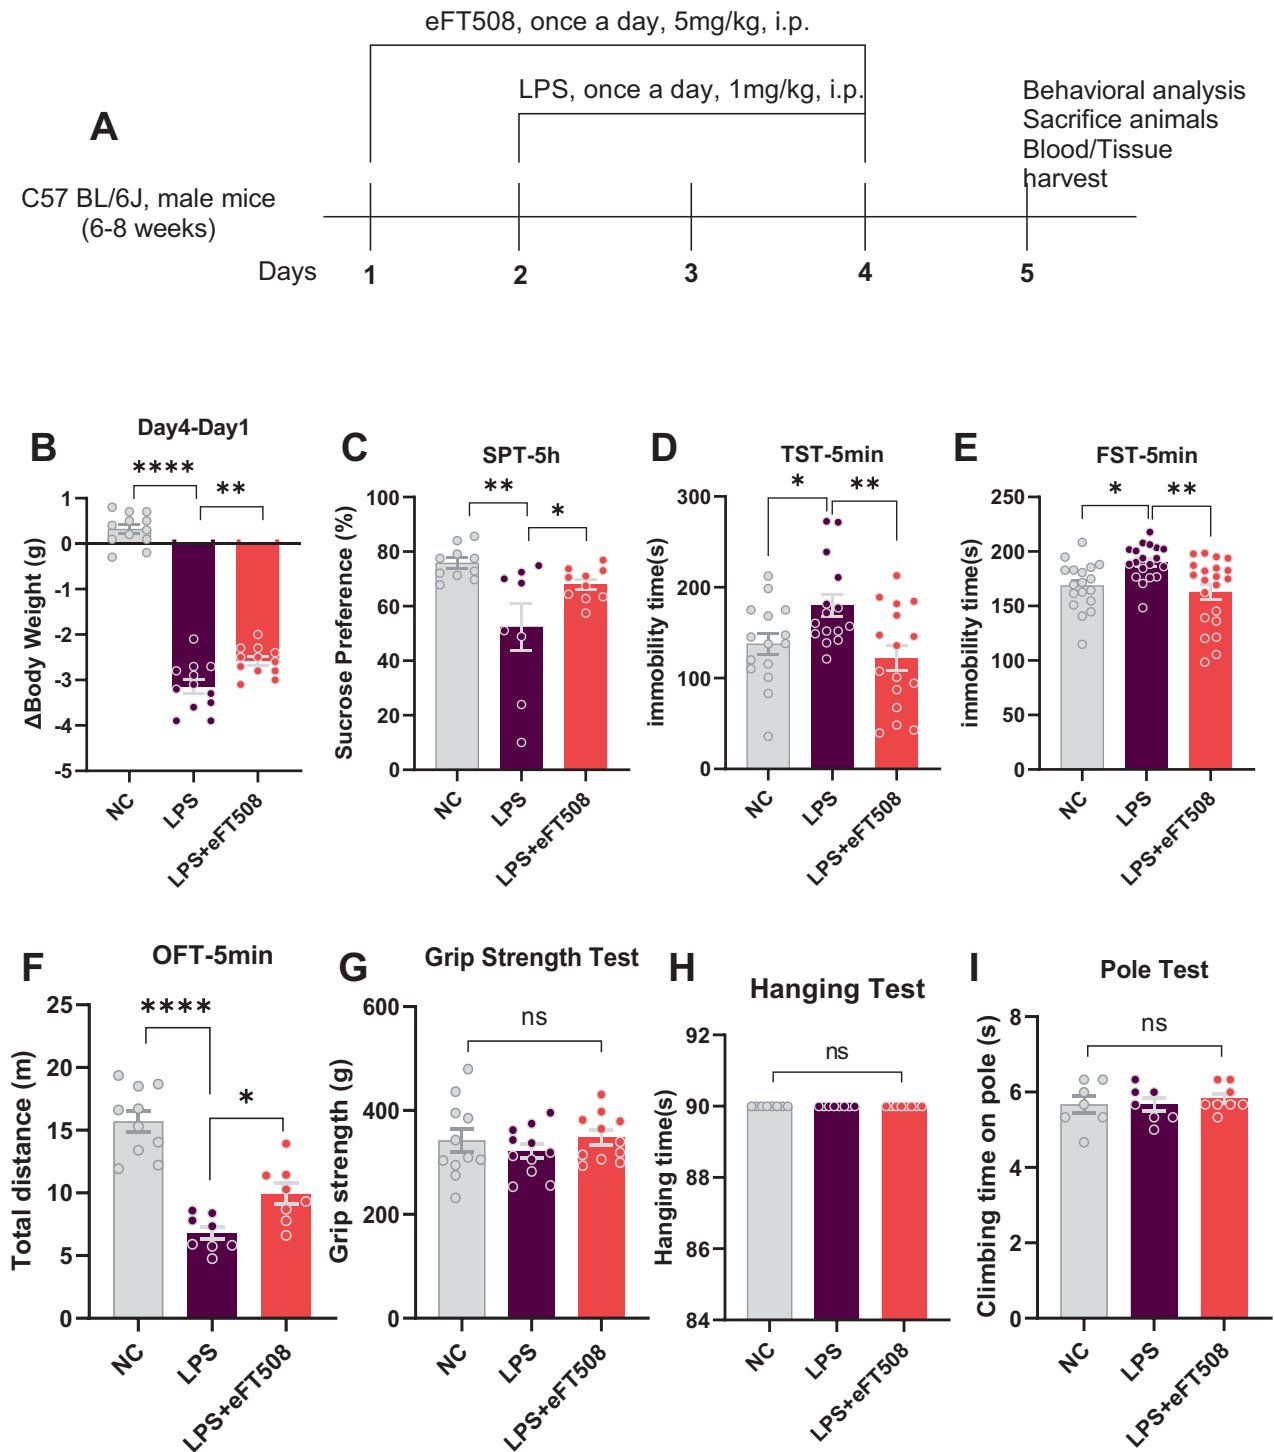 eFT508, once a day, 5mg/kg, i.p.
LPS, once a day, 1mg/kg, i.p.
Behavioral analysis
Sacrifice animals
Blood/Tissue
harvest
A
C57 BL/6J, male mice
(6-8 weeks)
Days 1 2 3 4 5
B
Day4-Day1
**** **
ΔBody Weight (g)
1
0
-1
-2
-3
-4
-5
NC LPS LPS+eFT508
C
SPT-5h
** *
Sucrose Preference (%)
100
80
60
40
20
0
NC LPS LPS+eFT508
D
TST-5min
* **
immobility time(s)
300
200
100
0
NC LPS LPS+eFT508
E
FST-5min
* **
immobility time(s)
250
200
150
100
50
0
NC LPS LPS+eFT508
F
OFT-5min
**** *
Total distance (m)
25
20
15
10
5
0
NC LPS LPS+eFT508
G
Grip Strength Test
ns
Grip strength (g)
600
400
200
0
NC LPS LPS+eFT508
H
Hanging Test
ns
Hanging time(s)
92
90
88
86
84
NC LPS LPS+eFT508
I
Pole Test
ns
Climbing time on pole (s)
8
6
4
2
0
NC LPS LPS+eFT508